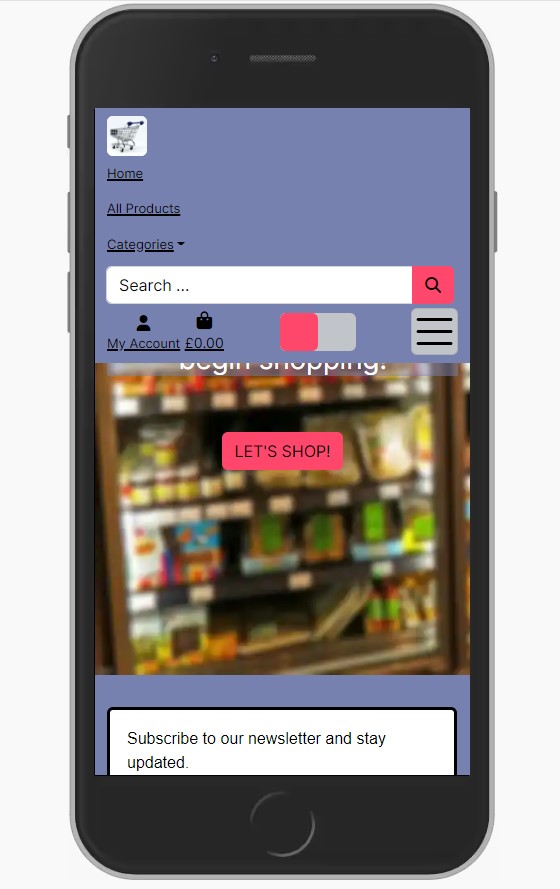 Home
All Products
Categories
Search ...
My Account £0.00
begin shopping!
LET'S SHOP!
Subscribe to our newsletter and stay
updated.